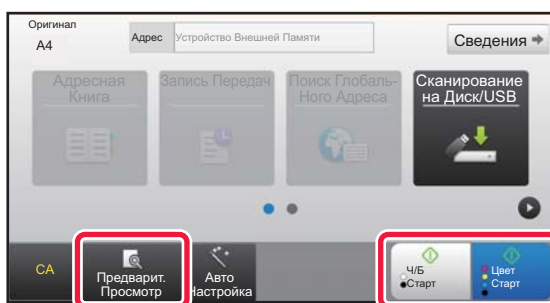 Оригинал
A4
Адрес
Устройство Внешней Памяти
Сведения
Адресная
Книга
Запись Передач
Поиск Глобаль-
Ного Адреса
Сканирование
на Диск/USB
CA
Предварит.
Просмотр
Авто
Настройка
Ч/Б
Старт
Цвет
Старт